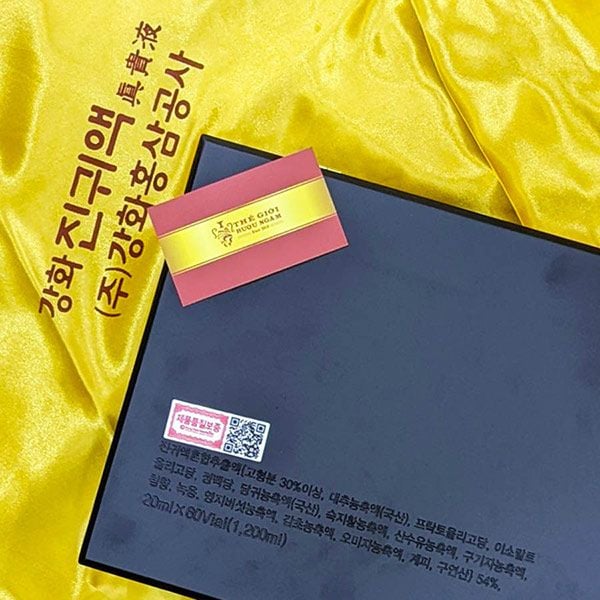 강화진귀액 眞貴液
(주)강화홍삼공사
THẾ GIỚI
RƯỢU NGÂM
제품품질보증
진귀액혼합추출액(고형분 30%이상, 대추농축액(국산), 프락토올리고당, 이소말토
올리고당, 정백당, 당귀농축액(국산), 숙지황농축액, 산수유농축액, 구기자농축액,
녹용, 영지버섯농축액, 감초농축액, 오미자농축액, 계피, 구연산) 54%,
20ml X 60Vial(1,200ml)